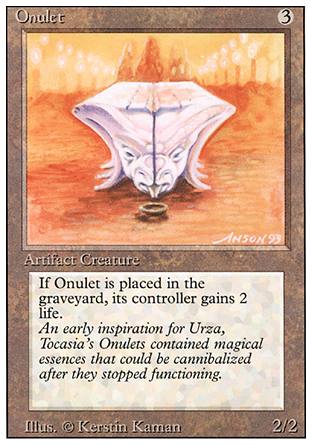 Onulet 3
ANSON 93
Artifact Creature
If Onulet is placed in the
graveyard, its controller gains 2
life.
An early inspiration for Urza,
Tocasia's Onulets contained magical
essences that could be cannibalized
after they stopped functioning.
Illus. © Kerstin Kaman 2/2